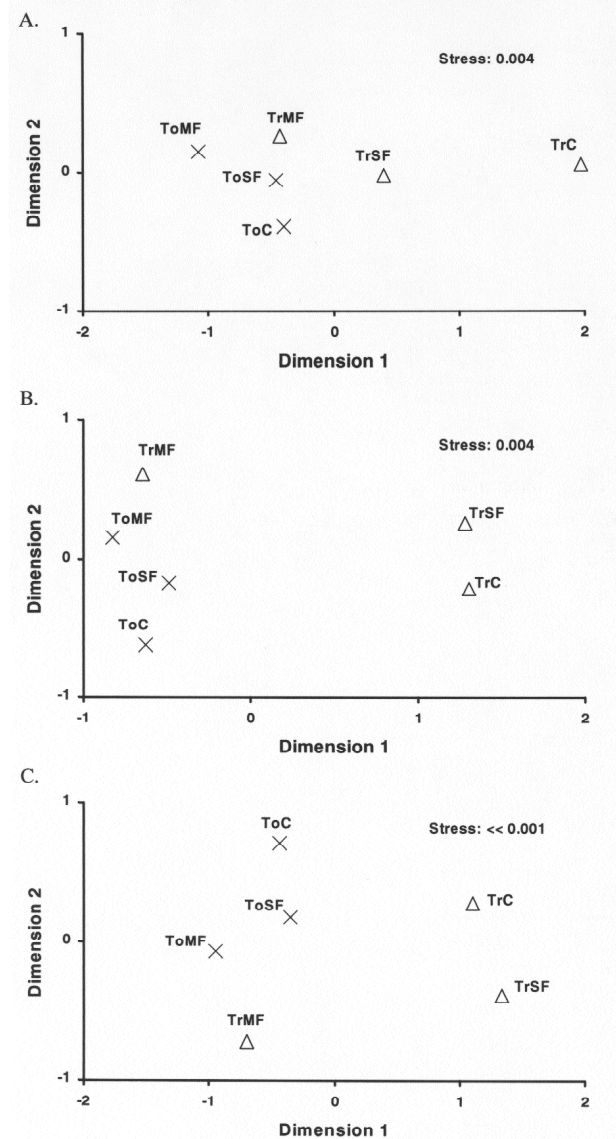 A.
1
Stress: 0.004
TrMF
ToMF
TrC
TrSF
Dimension 2
0
ToSF
ToC
-1
-2
-1
0
1
2
Dimension 1
B.
1
Stress: 0.004
TrMF
TrSF
ToMF
Dimension 2
0
ToSF
TrC
ToC
-1
-1
0
1
2
Dimension 1
C.
1
ToC
Stress: << 0.001
TrC
ToSF
Dimension 2
0
ToMF
TrSF
TrMF
-1
-2
-1
0
1
2
Dimension 1